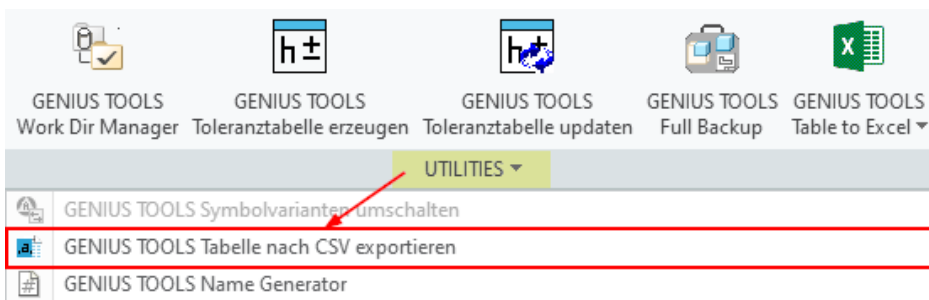 h ±
h ±
x
GENIUS TOOLS GENIUS TOOLS GENIUS TOOLS GENIUS TOOLS GENIUS TOOLS
Work Dir Manager Toleranztabelle erzeugen Toleranztabelle updaten Full Backup Table to Excel
UTILITIES
GENIUS TOOLS Symbolvarianten umschalten
,a, GENIUS TOOLS Tabelle nach CSV exportieren
# GENIUS TOOLS Name Generator